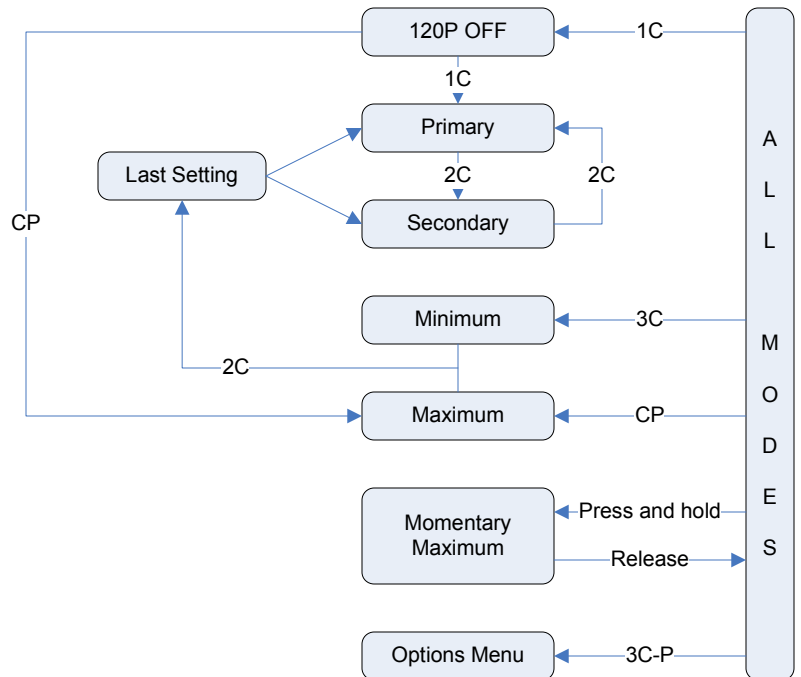 120P OFF
1C
1C
Primary
2C
2C
Last Setting
Secondary
CP
Minimum
3C
2C
Maximum
CP
Momentary
Maximum
Press and hold
Release
Options Menu
3C-P
A
L
L
M
O
D
E
S